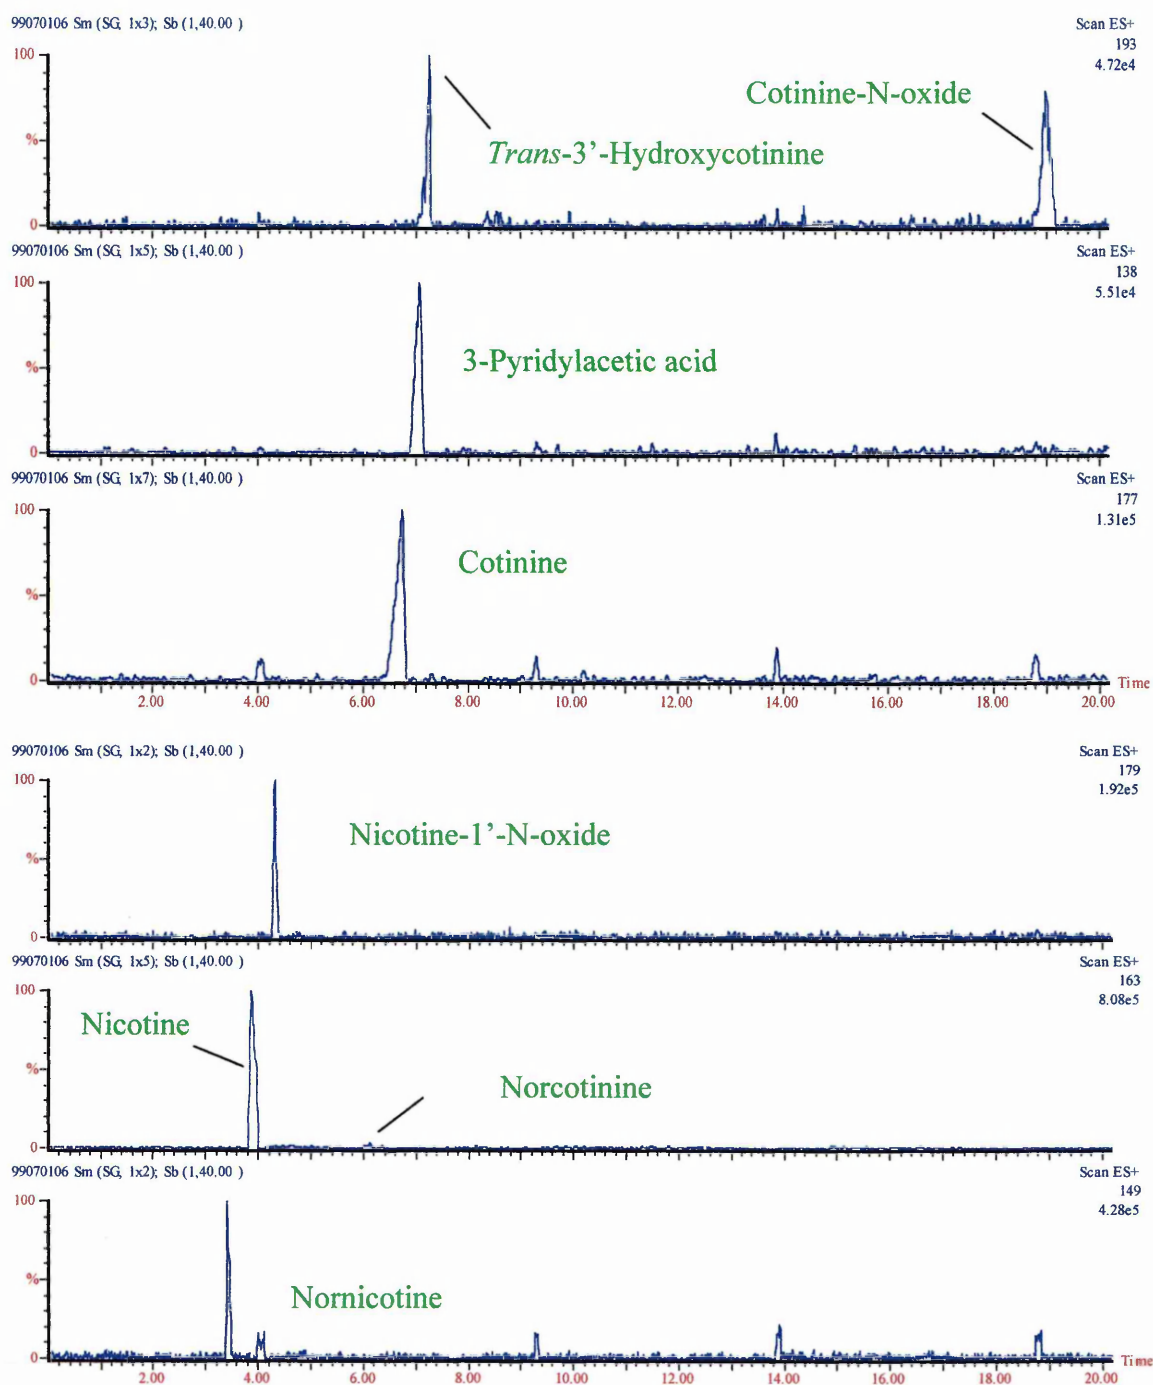 99070106 Sm (SG, 1x3); Sb (1,40.00 )
Scan ES+
193
4.72e4
100
%
0
Trans-3’-Hydroxycotinine
Cotinine-N-oxide
99070106 Sm (SG, 1x5); Sb (1,40.00 )
Scan ES+
138
5.51e4
100
%
0
3-Pyridylacetic acid
99070106 Sm (SG, 1x7); Sb (1,40.00 )
Scan ES+
177
1.31e5
100
%
0
Cotinine
Time
2.00 4.00 6.00 8.00 10.00 12.00 14.00 16.00 18.00 20.00
99070106 Sm (SG, 1x2); Sb (1,40.00 )
Scan ES+
179
1.92e5
100
%
0
Nicotine-1’-N-oxide
99070106 Sm (SG, 1x5); Sb (1,40.00 )
Scan ES+
163
8.08e5
100
%
0
Nicotine
Norcotinine
99070106 Sm (SG, 1x2); Sb (1,40.00 )
Scan ES+
149
4.28e5
100
%
0
Nornicotine
Time
2.00 4.00 6.00 8.00 10.00 12.00 14.00 16.00 18.00 20.00